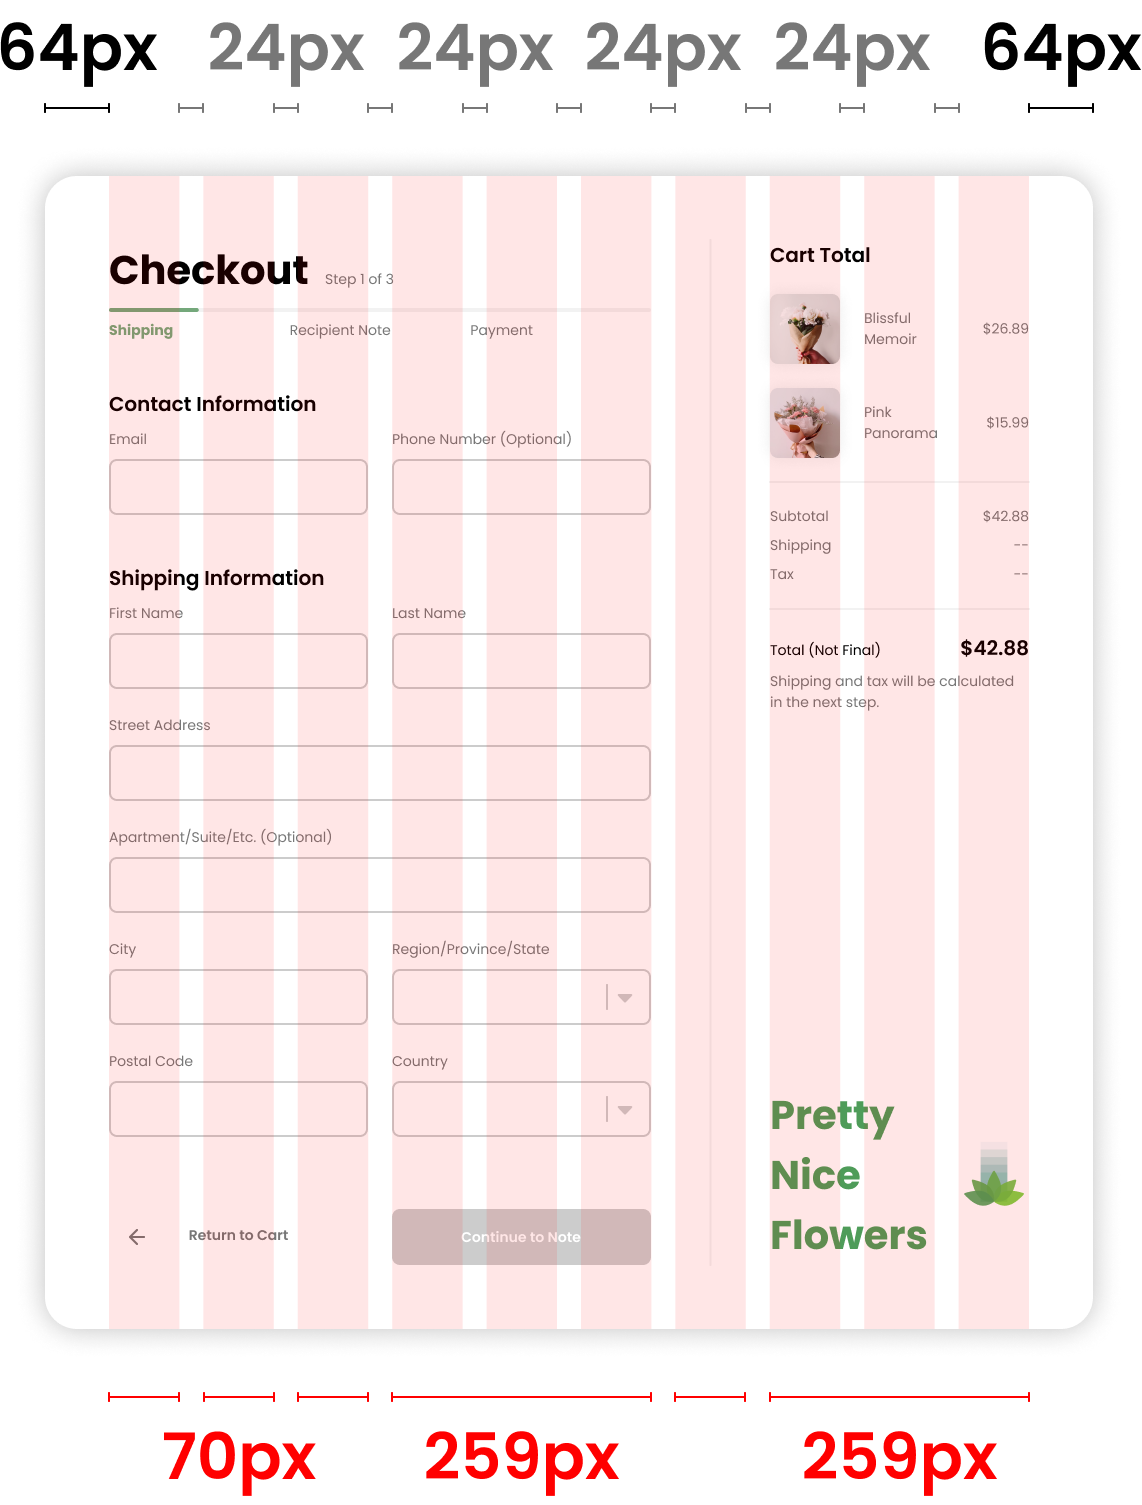 64px 24px 24px 24px 24px 64px
Checkout Step 1 of 3
Shipping Recipient Note Payment
Contact Information
Email Phone Number (Optional)
Shipping Information
First Name Last Name
Street Address
Apartment/Suite/Etc. (Optional)
City Region/Province/State
Postal Code Country
Return to Cart Continue to Note
Cart Total
Blissful
Memoir
$26.89
Pink
Panorama
$15.99
Subtotal $42.88
Shipping --
Tax --
Total (Not Final) $42.88
Shipping and tax will be calculated
in the next step.
Pretty
Nice
Flowers
70px 259px 259px